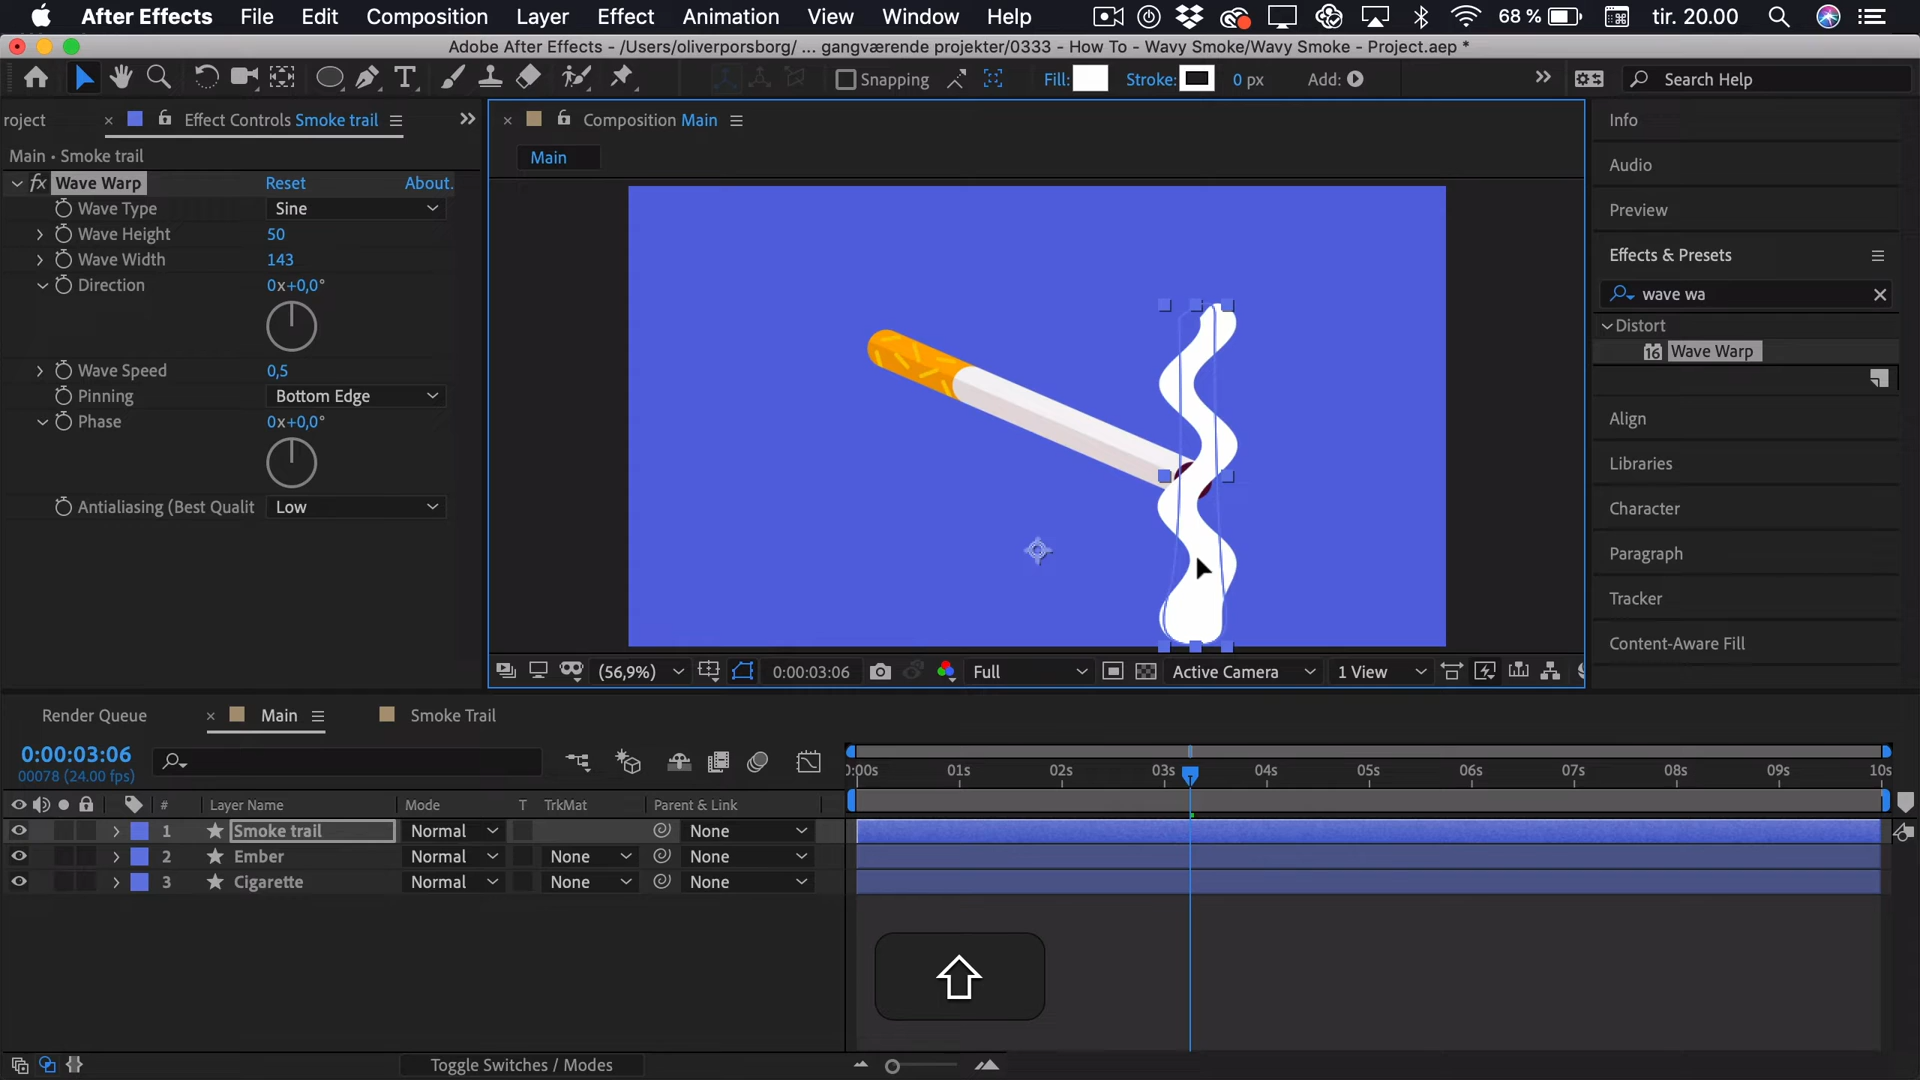 After Effects File Edit Composition Layer Effect Animation View Window Help 68 % tir. 20.00
Adobe After Effects - /Users/oliverporsborg/ ... gangværende projekter/0333 - How To - Wavy Smoke/Wavy Smoke - Project.aep *
Snapping Fill: Stroke: 0 px Add: Search Help
roject Effect Controls Smoke trail
Main • Smoke trail
fx Wave Warp Reset About.
Wave Type Sine
Wave Height 50
Wave Width 143
Direction 0x+0,0°
Wave Speed 0,5
Pinning Bottom Edge
Phase 0x+0,0°
Antialiasing (Best Qualit Low
Composition Main
Main
(56,9%) 0:00:03:06 Full Active Camera 1 View
Info
Audio
Preview
Effects & Presets
wave wa
Distort
16 Wave Warp
Align
Libraries
Character
Paragraph
Tracker
Content-Aware Fill
Render Queue Main Smoke Trail
0:00:03:06
00078 (24.00 fps)
:00s 01s 02s 03s 04s 05s 06s 07s 08s 09s 10s
# Layer Name Mode T TrkMat Parent & Link
1 Smoke trail Normal None
2 Ember Normal None None
3 Cigarette Normal None None
Toggle Switches / Modes